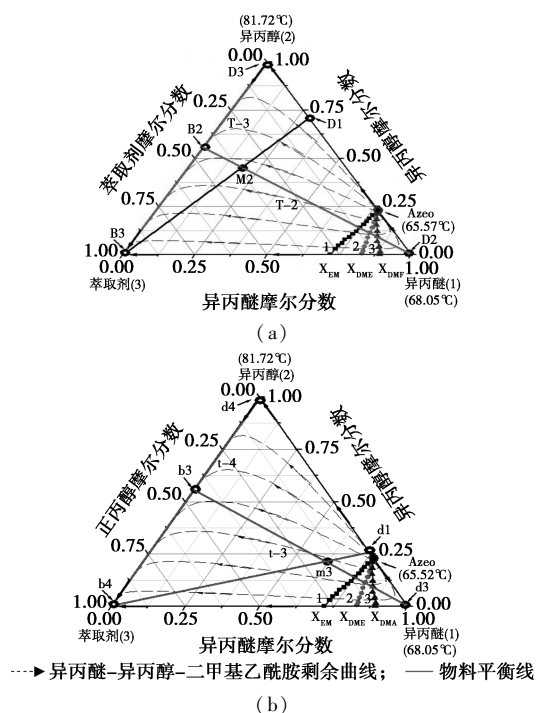 (81.72℃)
异丙醇(2)
0.00 1.00
D3
0.25
0.75
萃取剂摩尔分数
异丙醇摩尔分数
T-3
D1
B2
0.50
0.50
M2
0.75
T-2
0.25
Azeo
(65.57℃)
B3
D2
1.00
0.00
1 2 3
0.00 0.25 0.50 X_EM X_DME X_DMF 1.00
萃取剂(3)
异丙醚(1)
(68.05℃)
异丙醚摩尔分数
(a)
(81.72℃)
异丙醇(2)
0.00 1.00
d4
0.25
0.75
正丙醇摩尔分数
异丙醇摩尔分数
t-4
b3
0.50
0.50
d1
0.75
t-3
0.25
m3
Azeo
(65.52℃)
b4
d3
1.00
0.00
1 2 3
0.00 0.25 0.50 X_EM X_DME X_DMA 1.00
萃取剂(3)
异丙醚(1)
(68.05℃)
异丙醚摩尔分数
异丙醚-异丙醇-二甲基乙酰胺剩余曲线; 物料平衡线
(b)